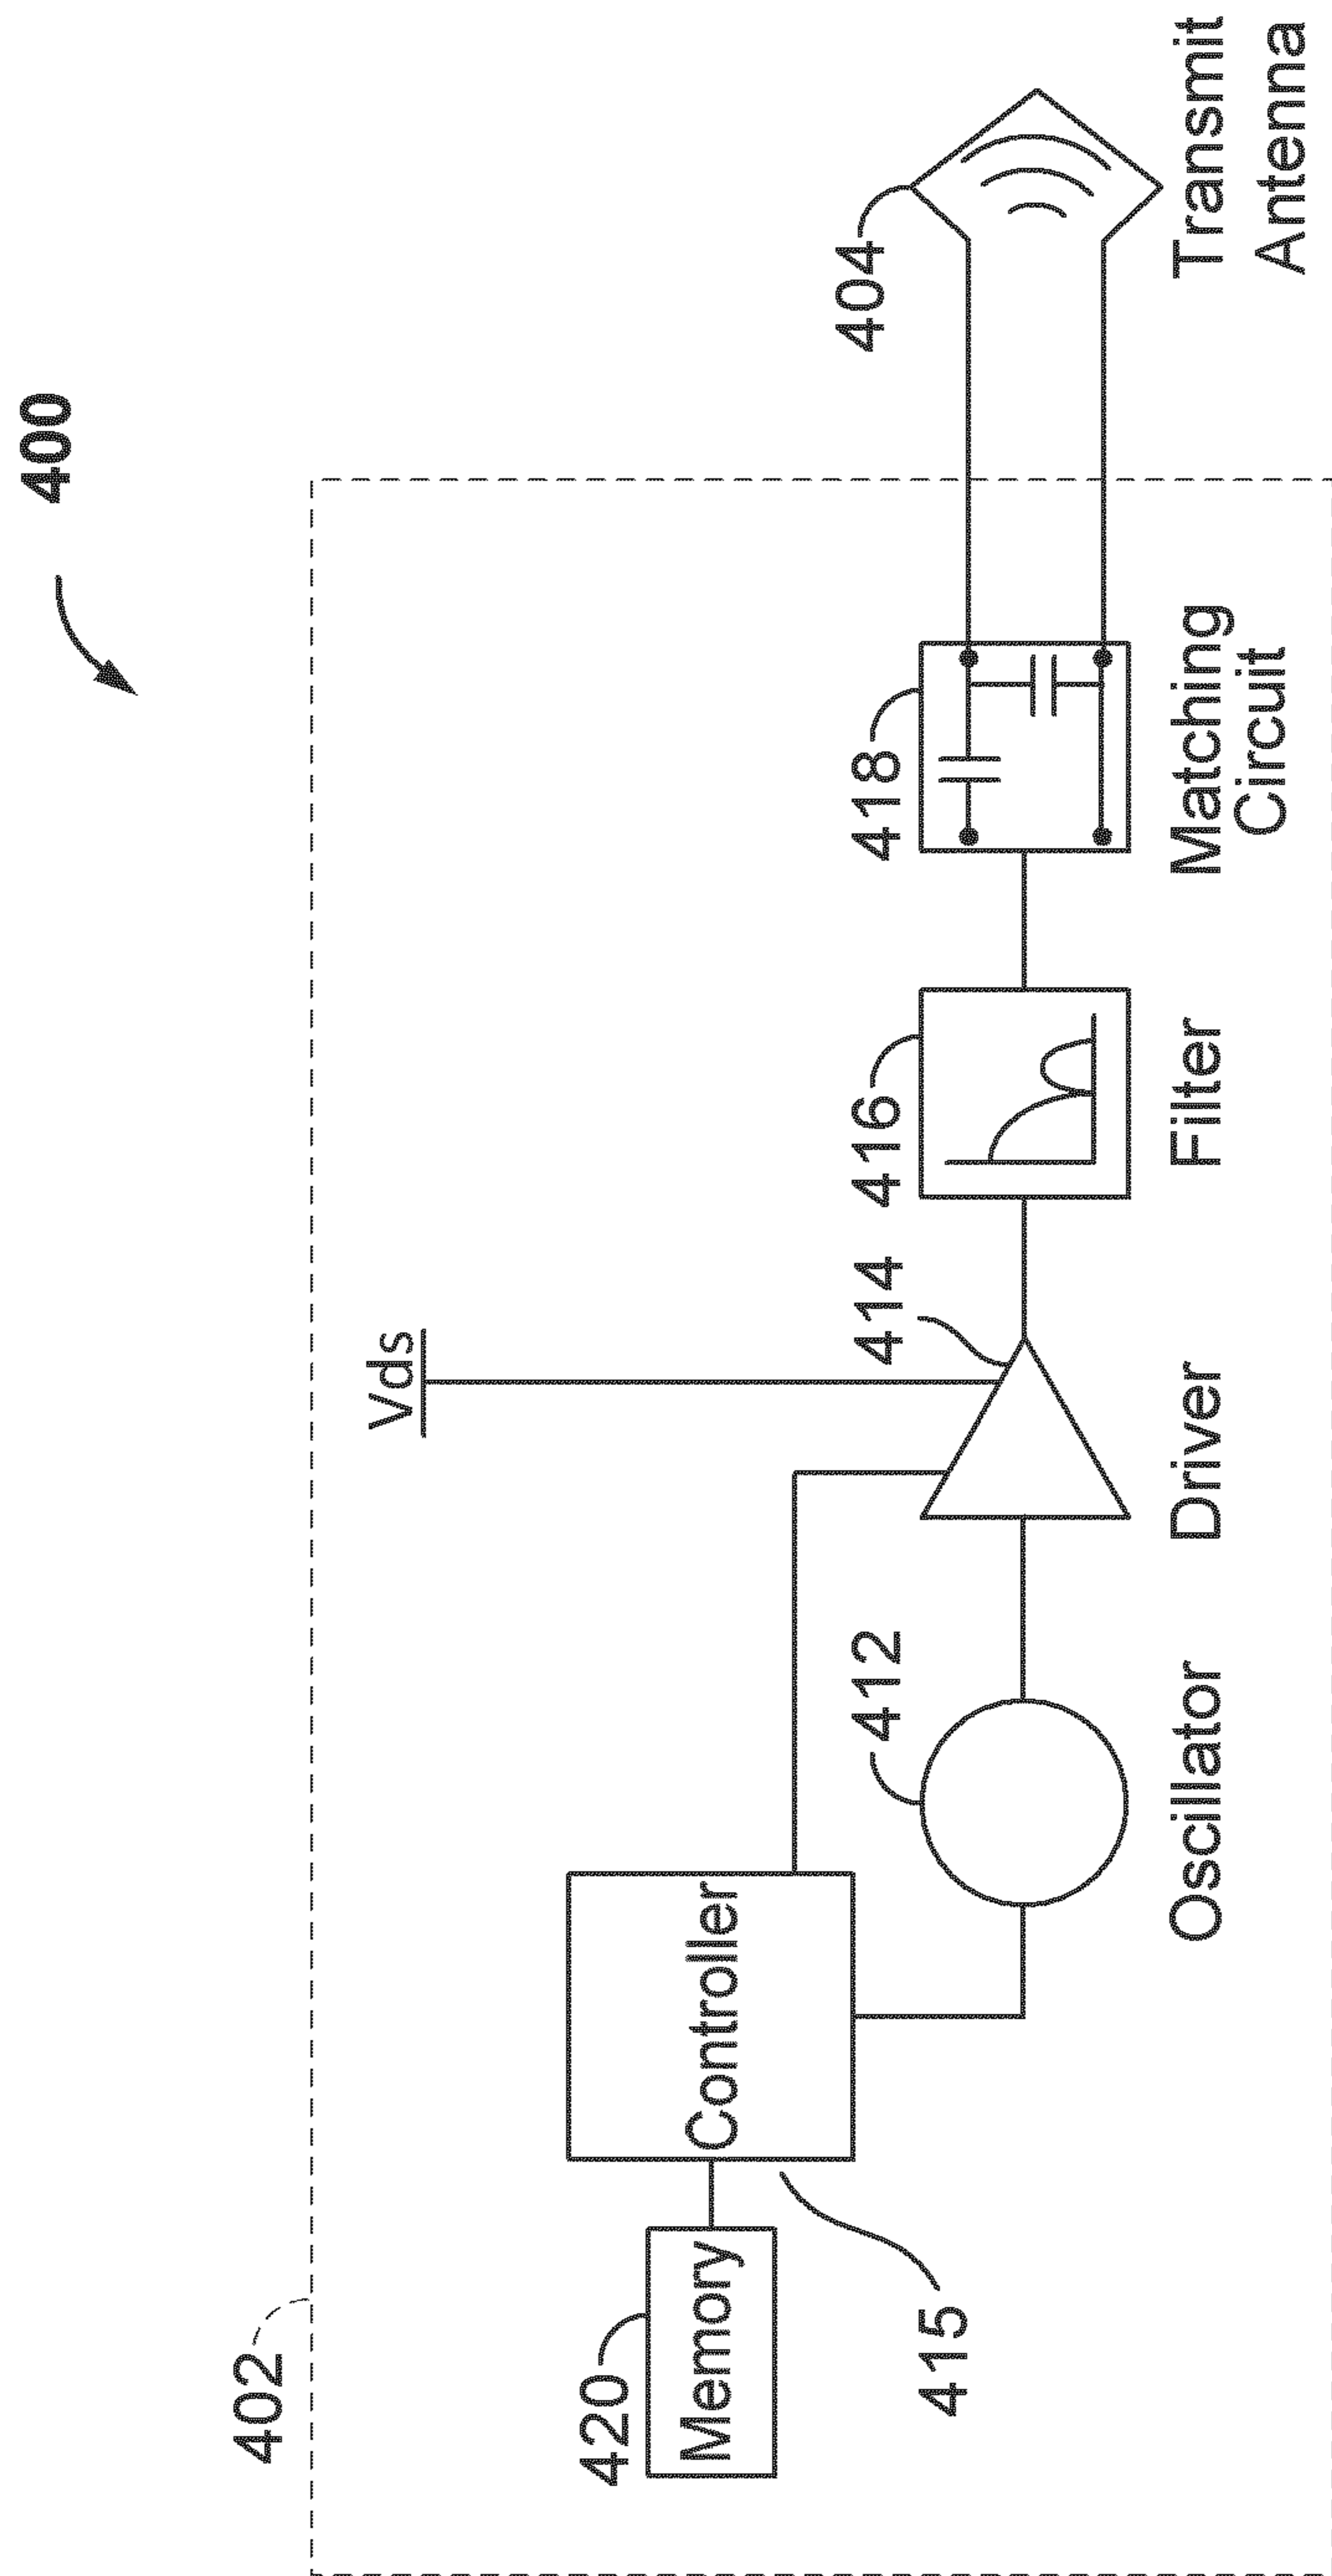 400
402
Vds
420
Memory
Controller
415
412
Oscillator
414
Driver
416
Filter
418
Matching
Circuit
404
Transmit
Antenna